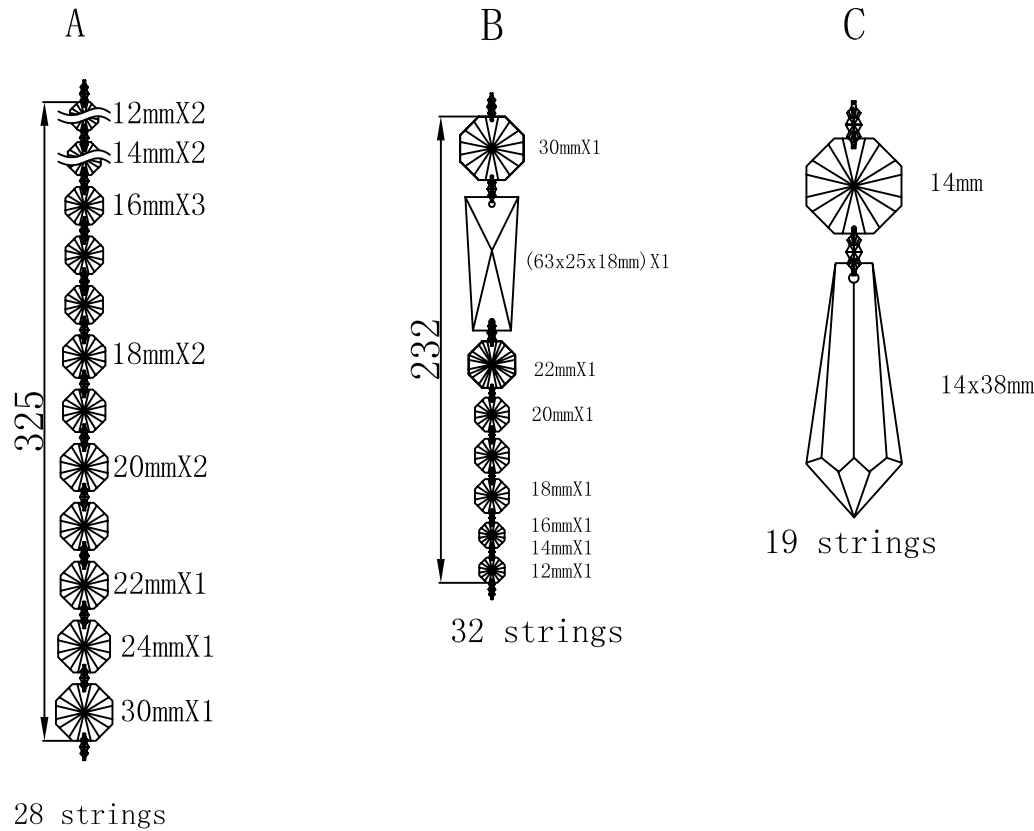 A
12mmX2
14mmX2
16mmX3
18mmX2
20mmX2
22mmX1
24mmX1
30mmX1
325
28 strings
B
30mmX1
(63x25x18mm)X1
22mmX1
20mmX1
18mmX1
16mmX1
14mmX1
12mmX1
232
32 strings
C
14mm
14x38mm
19 strings